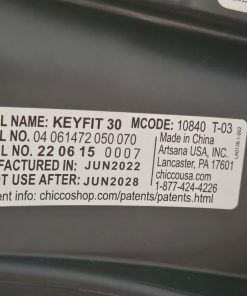 L NAME: KEYFIT 30 MCODE: 10840 T-03
L NO. 04 061472 050 070
L NO. 22 06 15 0007
FACTURED IN: JUN2022
NOT USE AFTER: JUN2028
ENTS: chiccoshop.com/patents/patents.html
Made in China
Artsana USA, INC.
Lancaster, PA 17601
chiccousa.com
1-877-424-4226